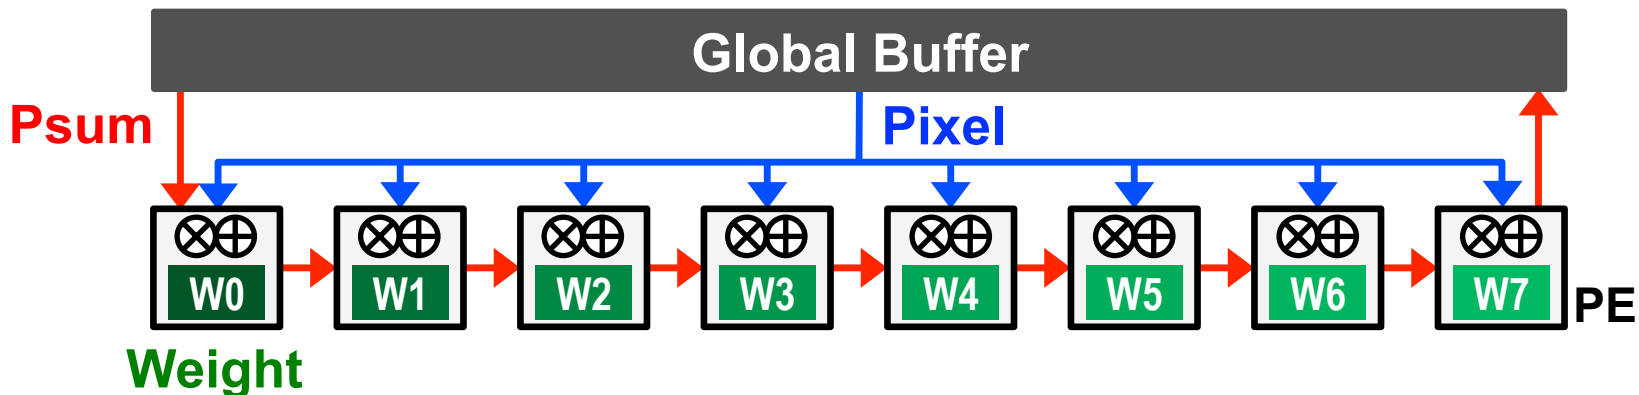 Global Buffer
Psum
Pixel
W0 W1 W2 W3 W4 W5 W6 W7
PE
Weight